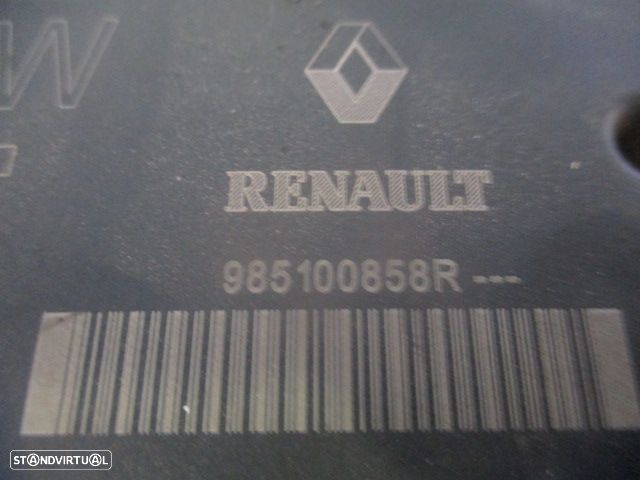 W
RENAULT
985100858R ---
STANDVIRTUAL